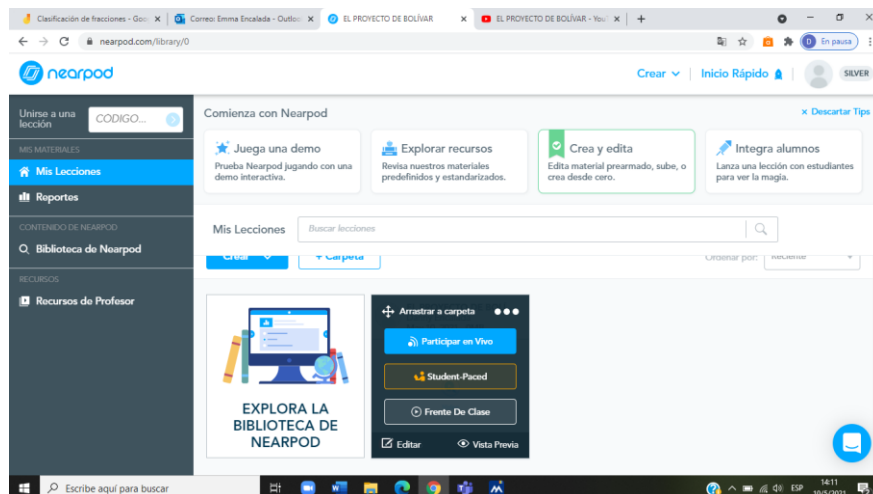 Clasificación de fracciones - Goo
Correo: Emma Encalada - Outloo
EL PROYECTO DE BOLÍVAR
EL PROYECTO DE BOLÍVAR - You
nearpod.com/library/0
D En pausa
nearpod
Crear
Inicio Rápido
SILVER
Unirse a una
lección
CODIGO...
MIS MATERIALES
Mis Lecciones
Reportes
CONTENIDO DE NEARPOD
Biblioteca de Nearpod
RECURSOS
Recursos de Profesor
Comienza con Nearpod
× Descartar Tips
Juega una demo
Prueba Nearpod jugando con una
demo interactiva.
Explorar recursos
Revisa nuestros materiales
predefinidos y estandarizados.
Crea y edita
Edita material prearmado, sube, o
crea desde cero.
Integra alumnos
Lanza una lección con estudiantes
para ver la magia.
Mis Lecciones
Buscar lecciones
Crear
+ Carpeta
Ordenar por:
Reciente
EXPLORA LA
BIBLIOTECA DE
NEARPOD
Arrastrar a carpeta
Participar en Vivo
Student-Paced
Frente De Clase
Editar
Vista Previa
Escribe aquí para buscar
ESP
14:11
10/5/2021